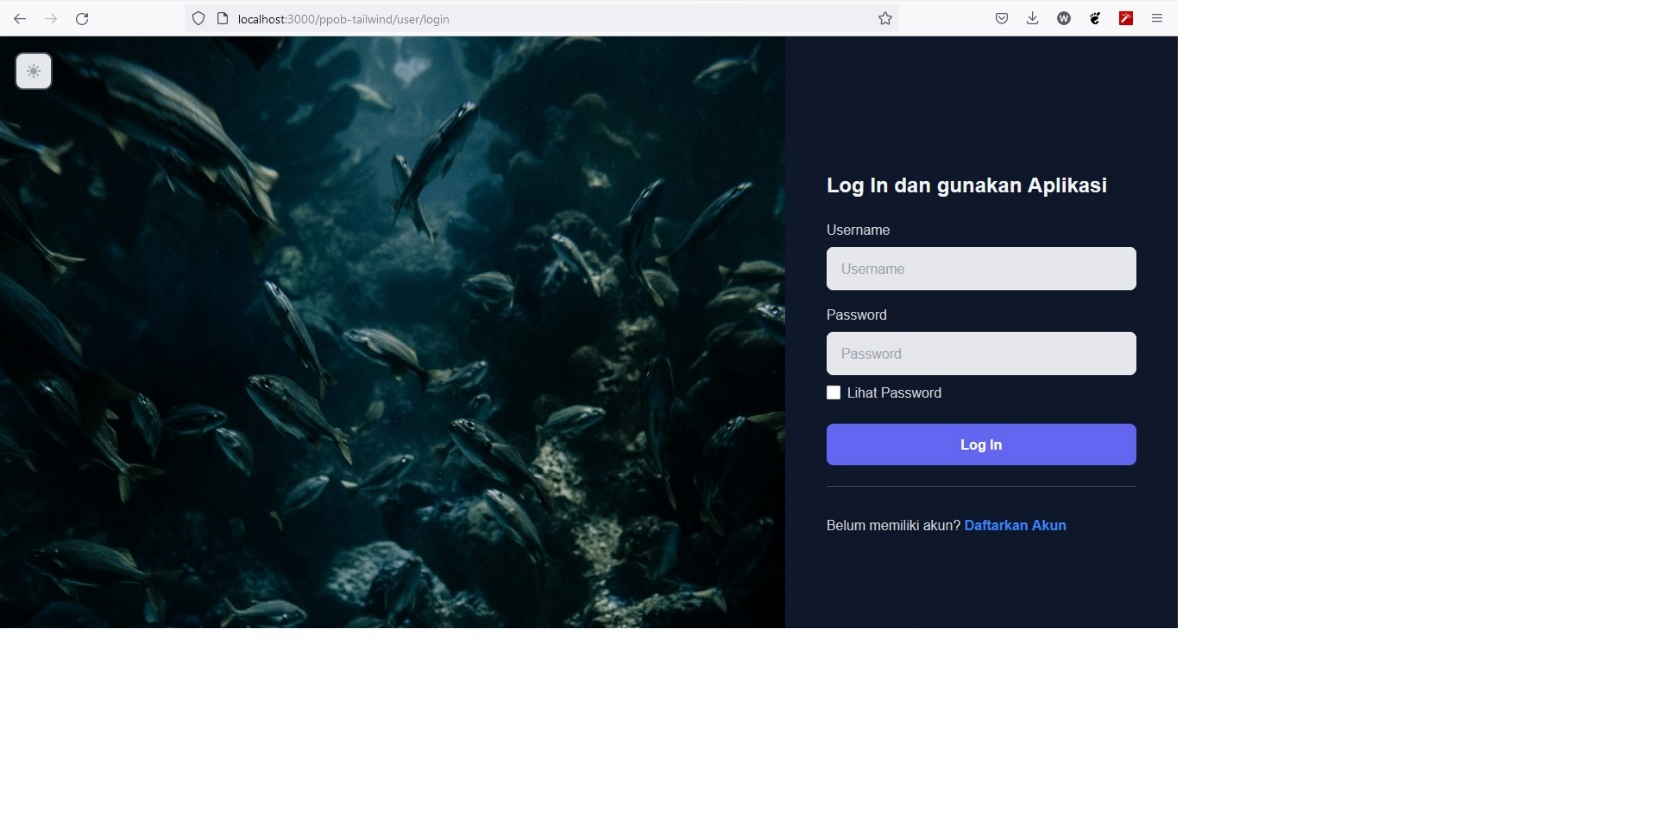 localhost:3000/ppob-tailwind/user/login
W
Log In dan gunakan Aplikasi
Username
Username
Password
Password
Lihat Password
Log In
Belum memiliki akun? Daftarkan Akun